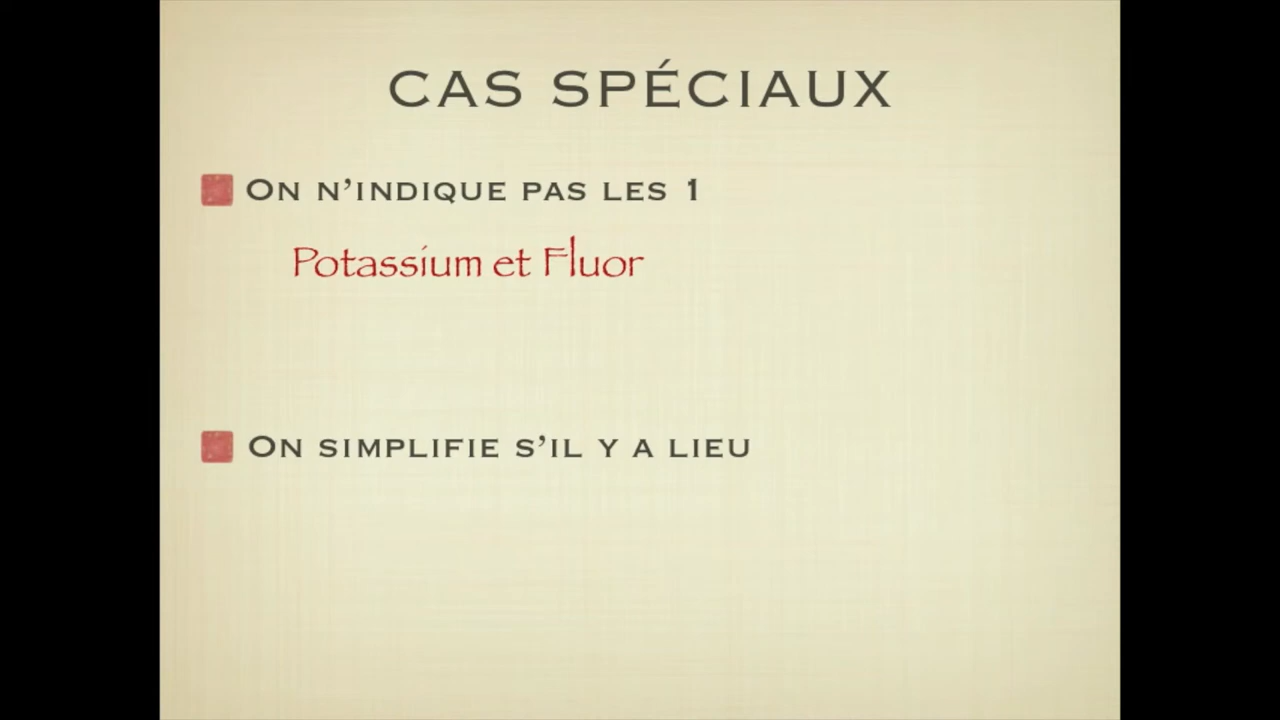 CAS SPÉCIAUX
ON N'INDIQUE PAS LES 1
Potassium et Fluor
ON SIMPLIFIE S'IL Y A LIEU